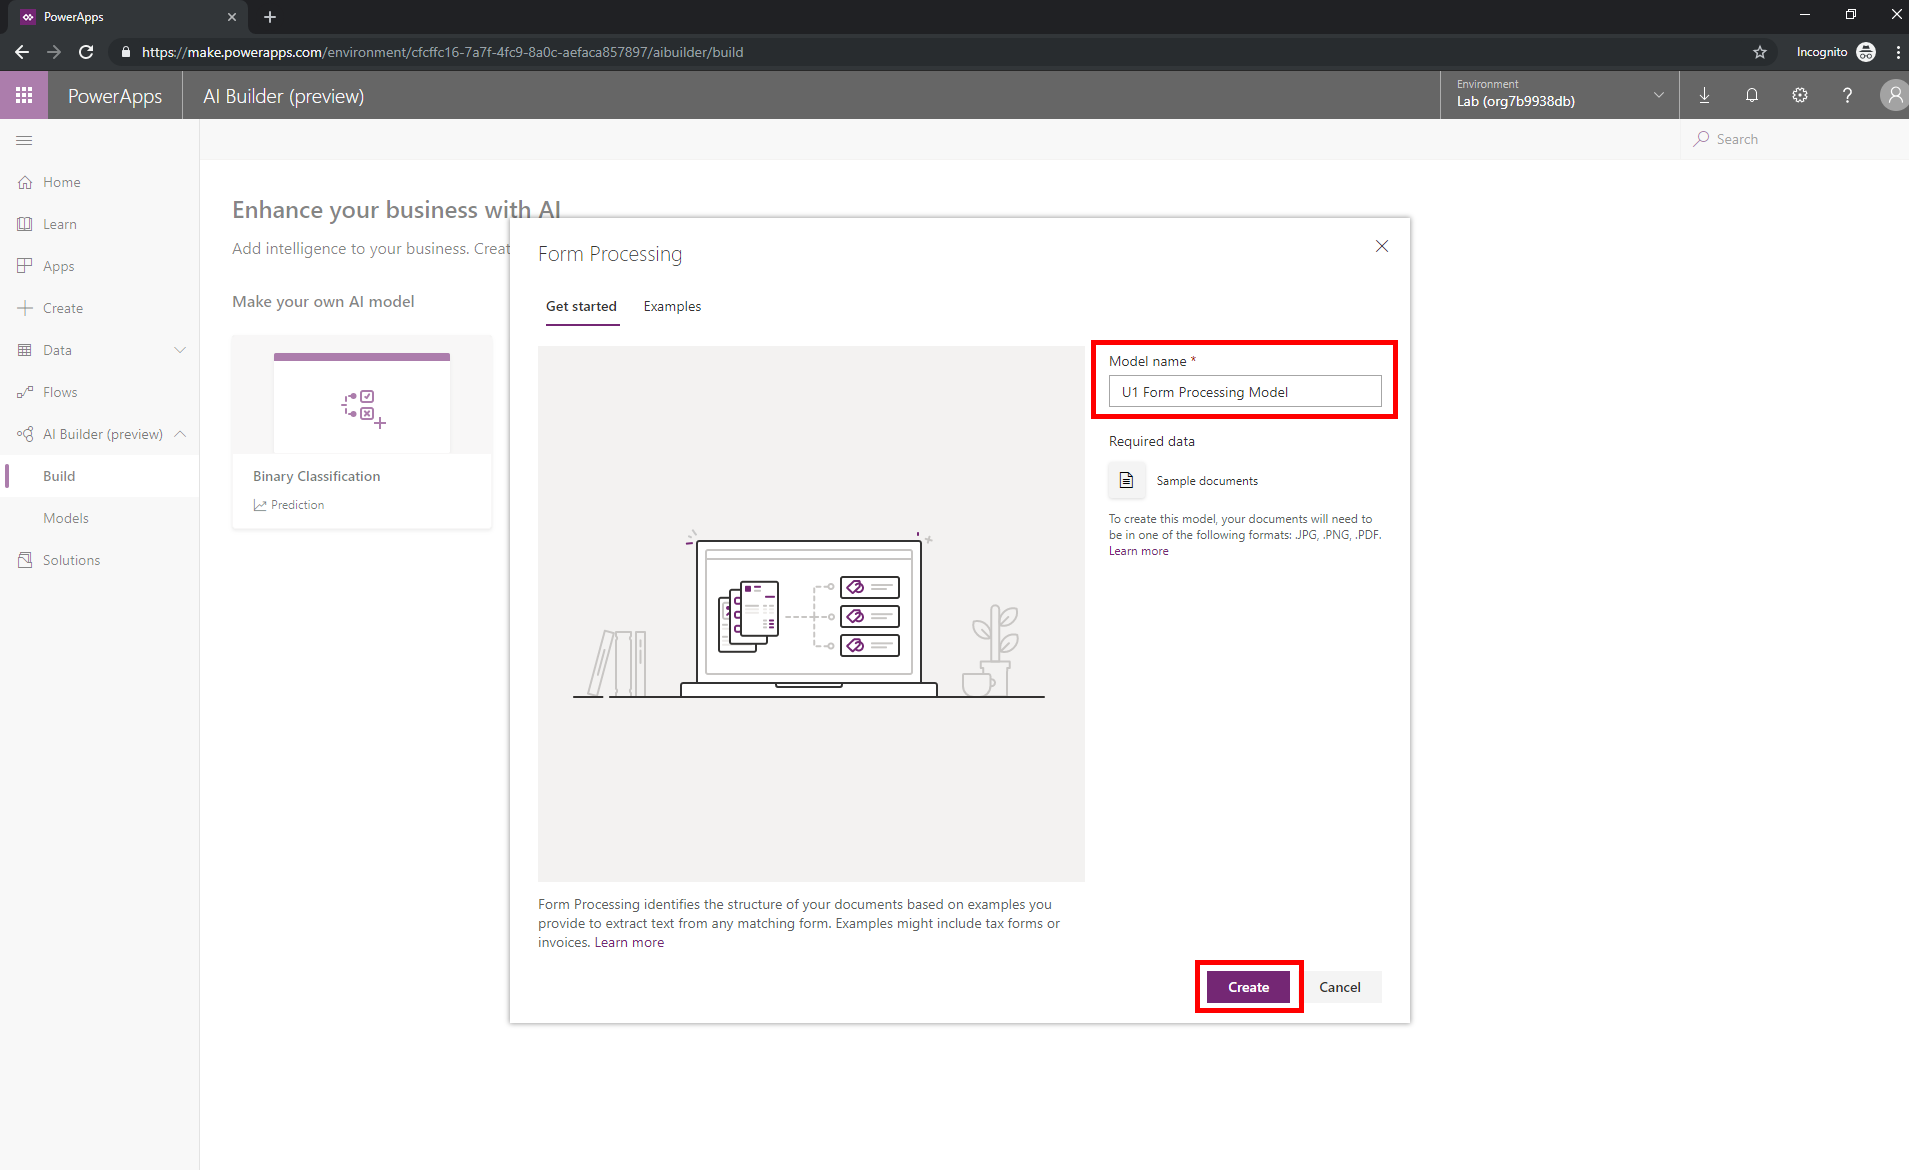 PowerApps
https://make.powerapps.com/environment/cfcffc16-7a7f-4fc9-8a0c-aefaca857897/aibuilder/build
Incognito
PowerApps
AI Builder (preview)
Environment
Lab (org7b9938db)
?
Search
Home
Learn
Apps
Create
Data
Flows
AI Builder (preview)
Build
Models
Solutions
Enhance your business with AI
Add intelligence to your business. Creat
Make your own AI model
Binary Classification
Prediction
Form Processing
Get started
Examples
Model name *
U1 Form Processing Model
Required data
Sample documents
To create this model, your documents will need to
be in one of the following formats: .JPG, .PNG, .PDF.
Learn more
Form Processing identifies the structure of your documents based on examples you
provide to extract text from any matching form. Examples might include tax forms or
invoices. Learn more
Create
Cancel